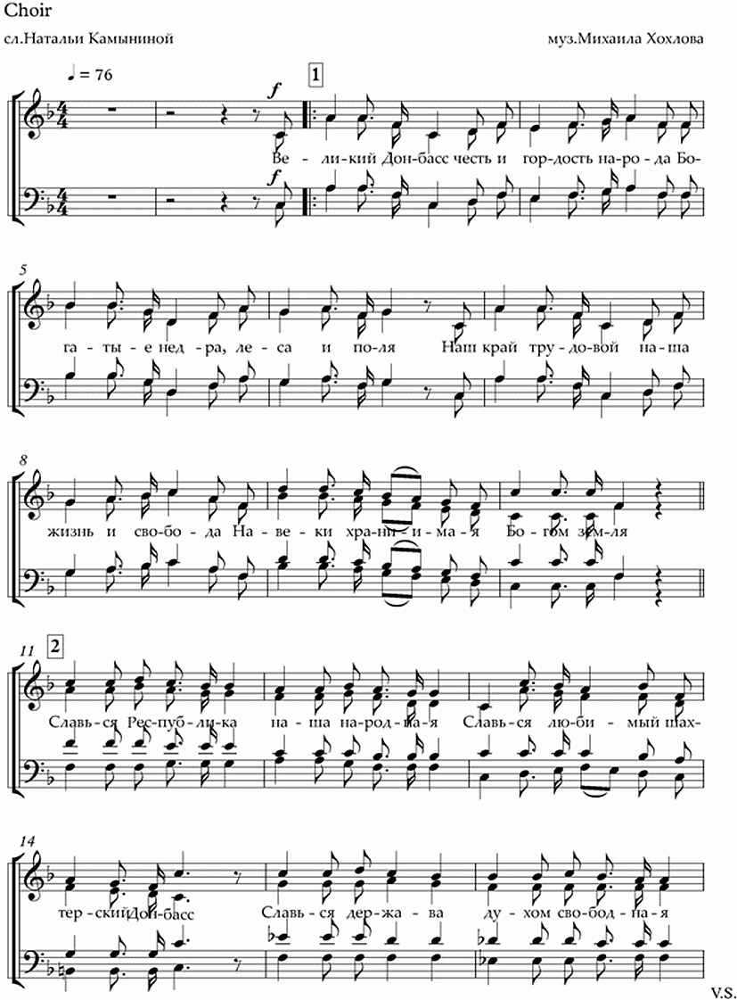 Choir
сл.Натальи Камыниной муз.Михаила Хохлова
♩ = 76 f 1
Ве - ли-кий Дон-басс честь и гор-дость на-ро-да Бо-
f
5
га-ты-е нед-ра, ле-са и по-ля Наш край тру-до-вой на-ша
8
жизнь и сво-бо-да На-ве-ки хра-ни-и-ма-я Бо-гом зем-ля
11 2
Славь-ся Рес-пуб-ли-ка на-ша на-род-на-я Славь-ся лю-би-мый шах-
14
тер-ский Дон-басс Славь-ся дер-жа-ва ду-хом сво-бод-на-я
V.S.